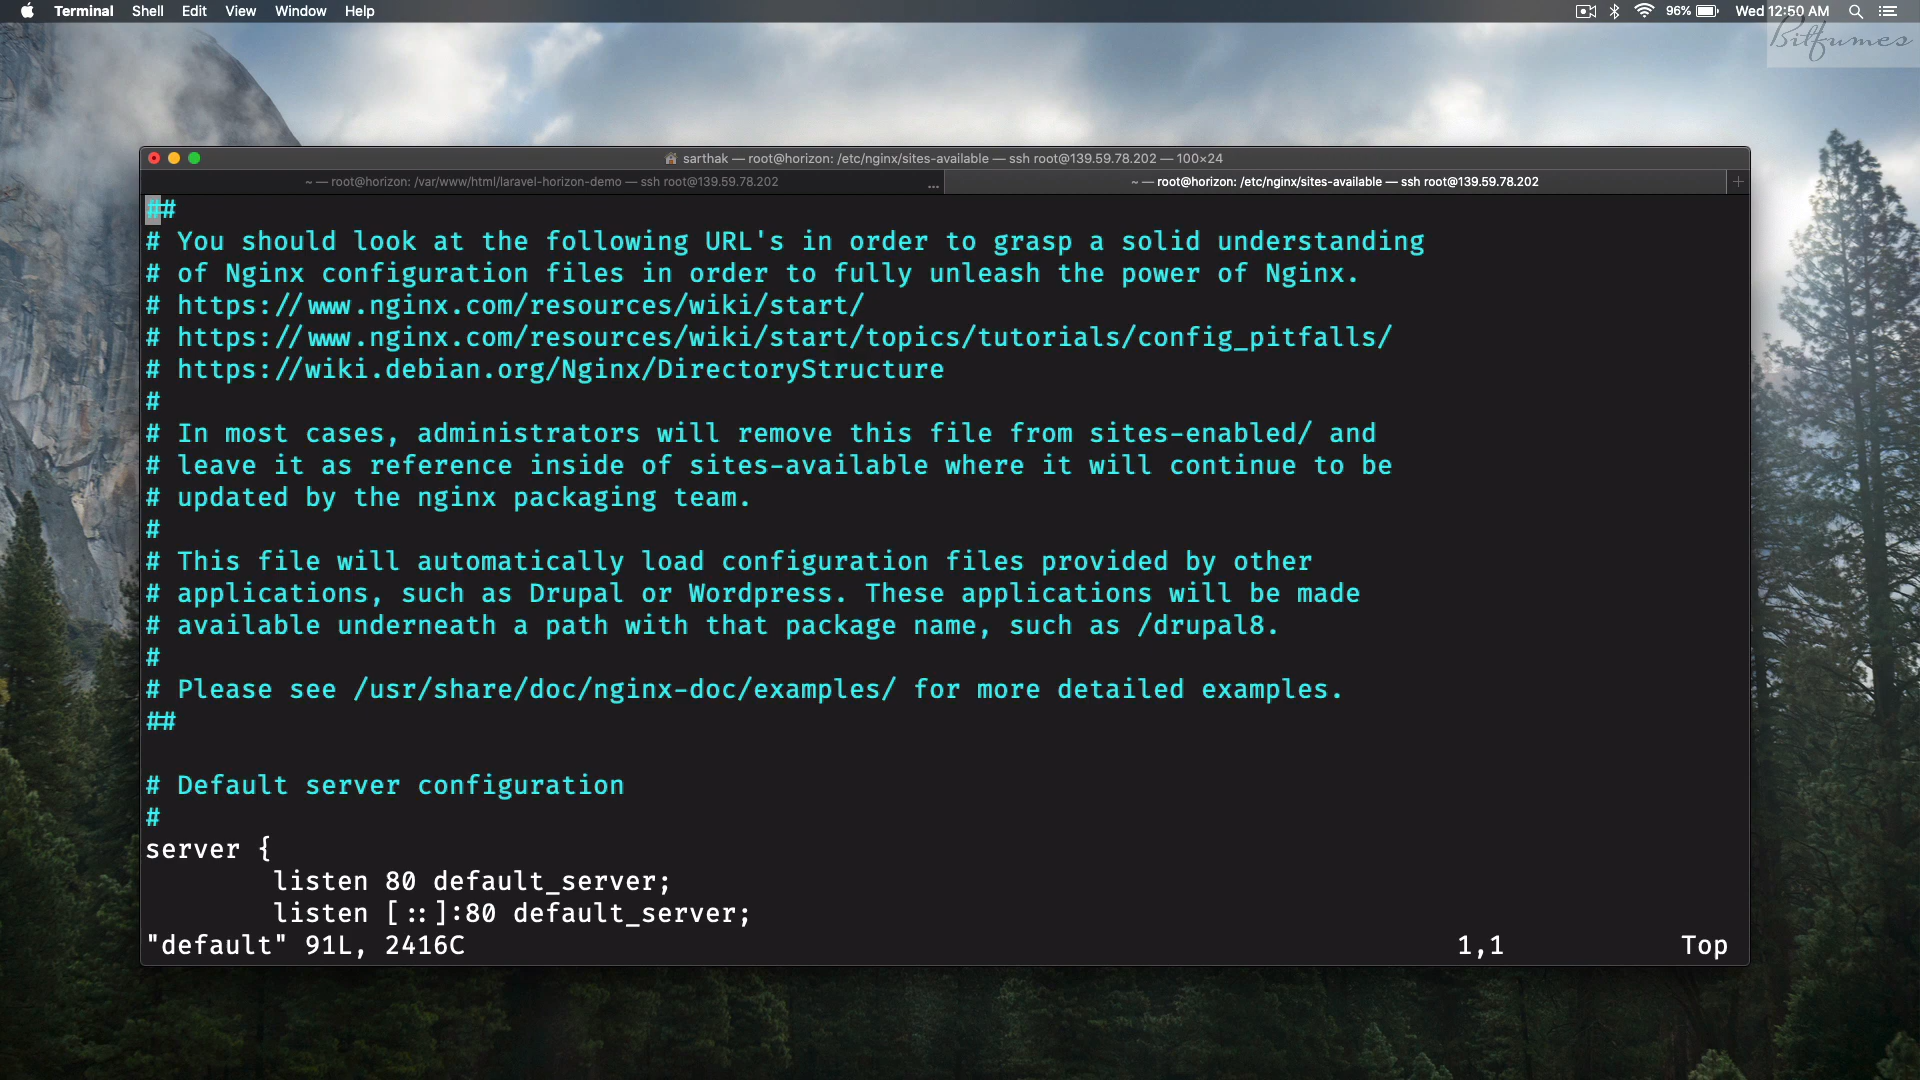 Terminal Shell Edit View Window Help 96% Wed 12:50 AM
Bitfumes
sarthak — root@horizon: /etc/nginx/sites-available — ssh root@139.59.78.202 — 100×24
~ — root@horizon: /var/www/html/laravel-horizon-demo — ssh root@139.59.78.202 ... ~ — root@horizon: /etc/nginx/sites-available — ssh root@139.59.78.202 +
##
# You should look at the following URL's in order to grasp a solid understanding
# of Nginx configuration files in order to fully unleash the power of Nginx.
# https://www.nginx.com/resources/wiki/start/
# https://www.nginx.com/resources/wiki/start/topics/tutorials/config_pitfalls/
# https://wiki.debian.org/Nginx/DirectoryStructure
#
# In most cases, administrators will remove this file from sites-enabled/ and
# leave it as reference inside of sites-available where it will continue to be
# updated by the nginx packaging team.
#
# This file will automatically load configuration files provided by other
# applications, such as Drupal or Wordpress. These applications will be made
# available underneath a path with that package name, such as /drupal8.
#
# Please see /usr/share/doc/nginx-doc/examples/ for more detailed examples.
##
# Default server configuration
#
server {
listen 80 default_server;
listen [::]:80 default_server;
"default" 91L, 2416C 1,1 Top